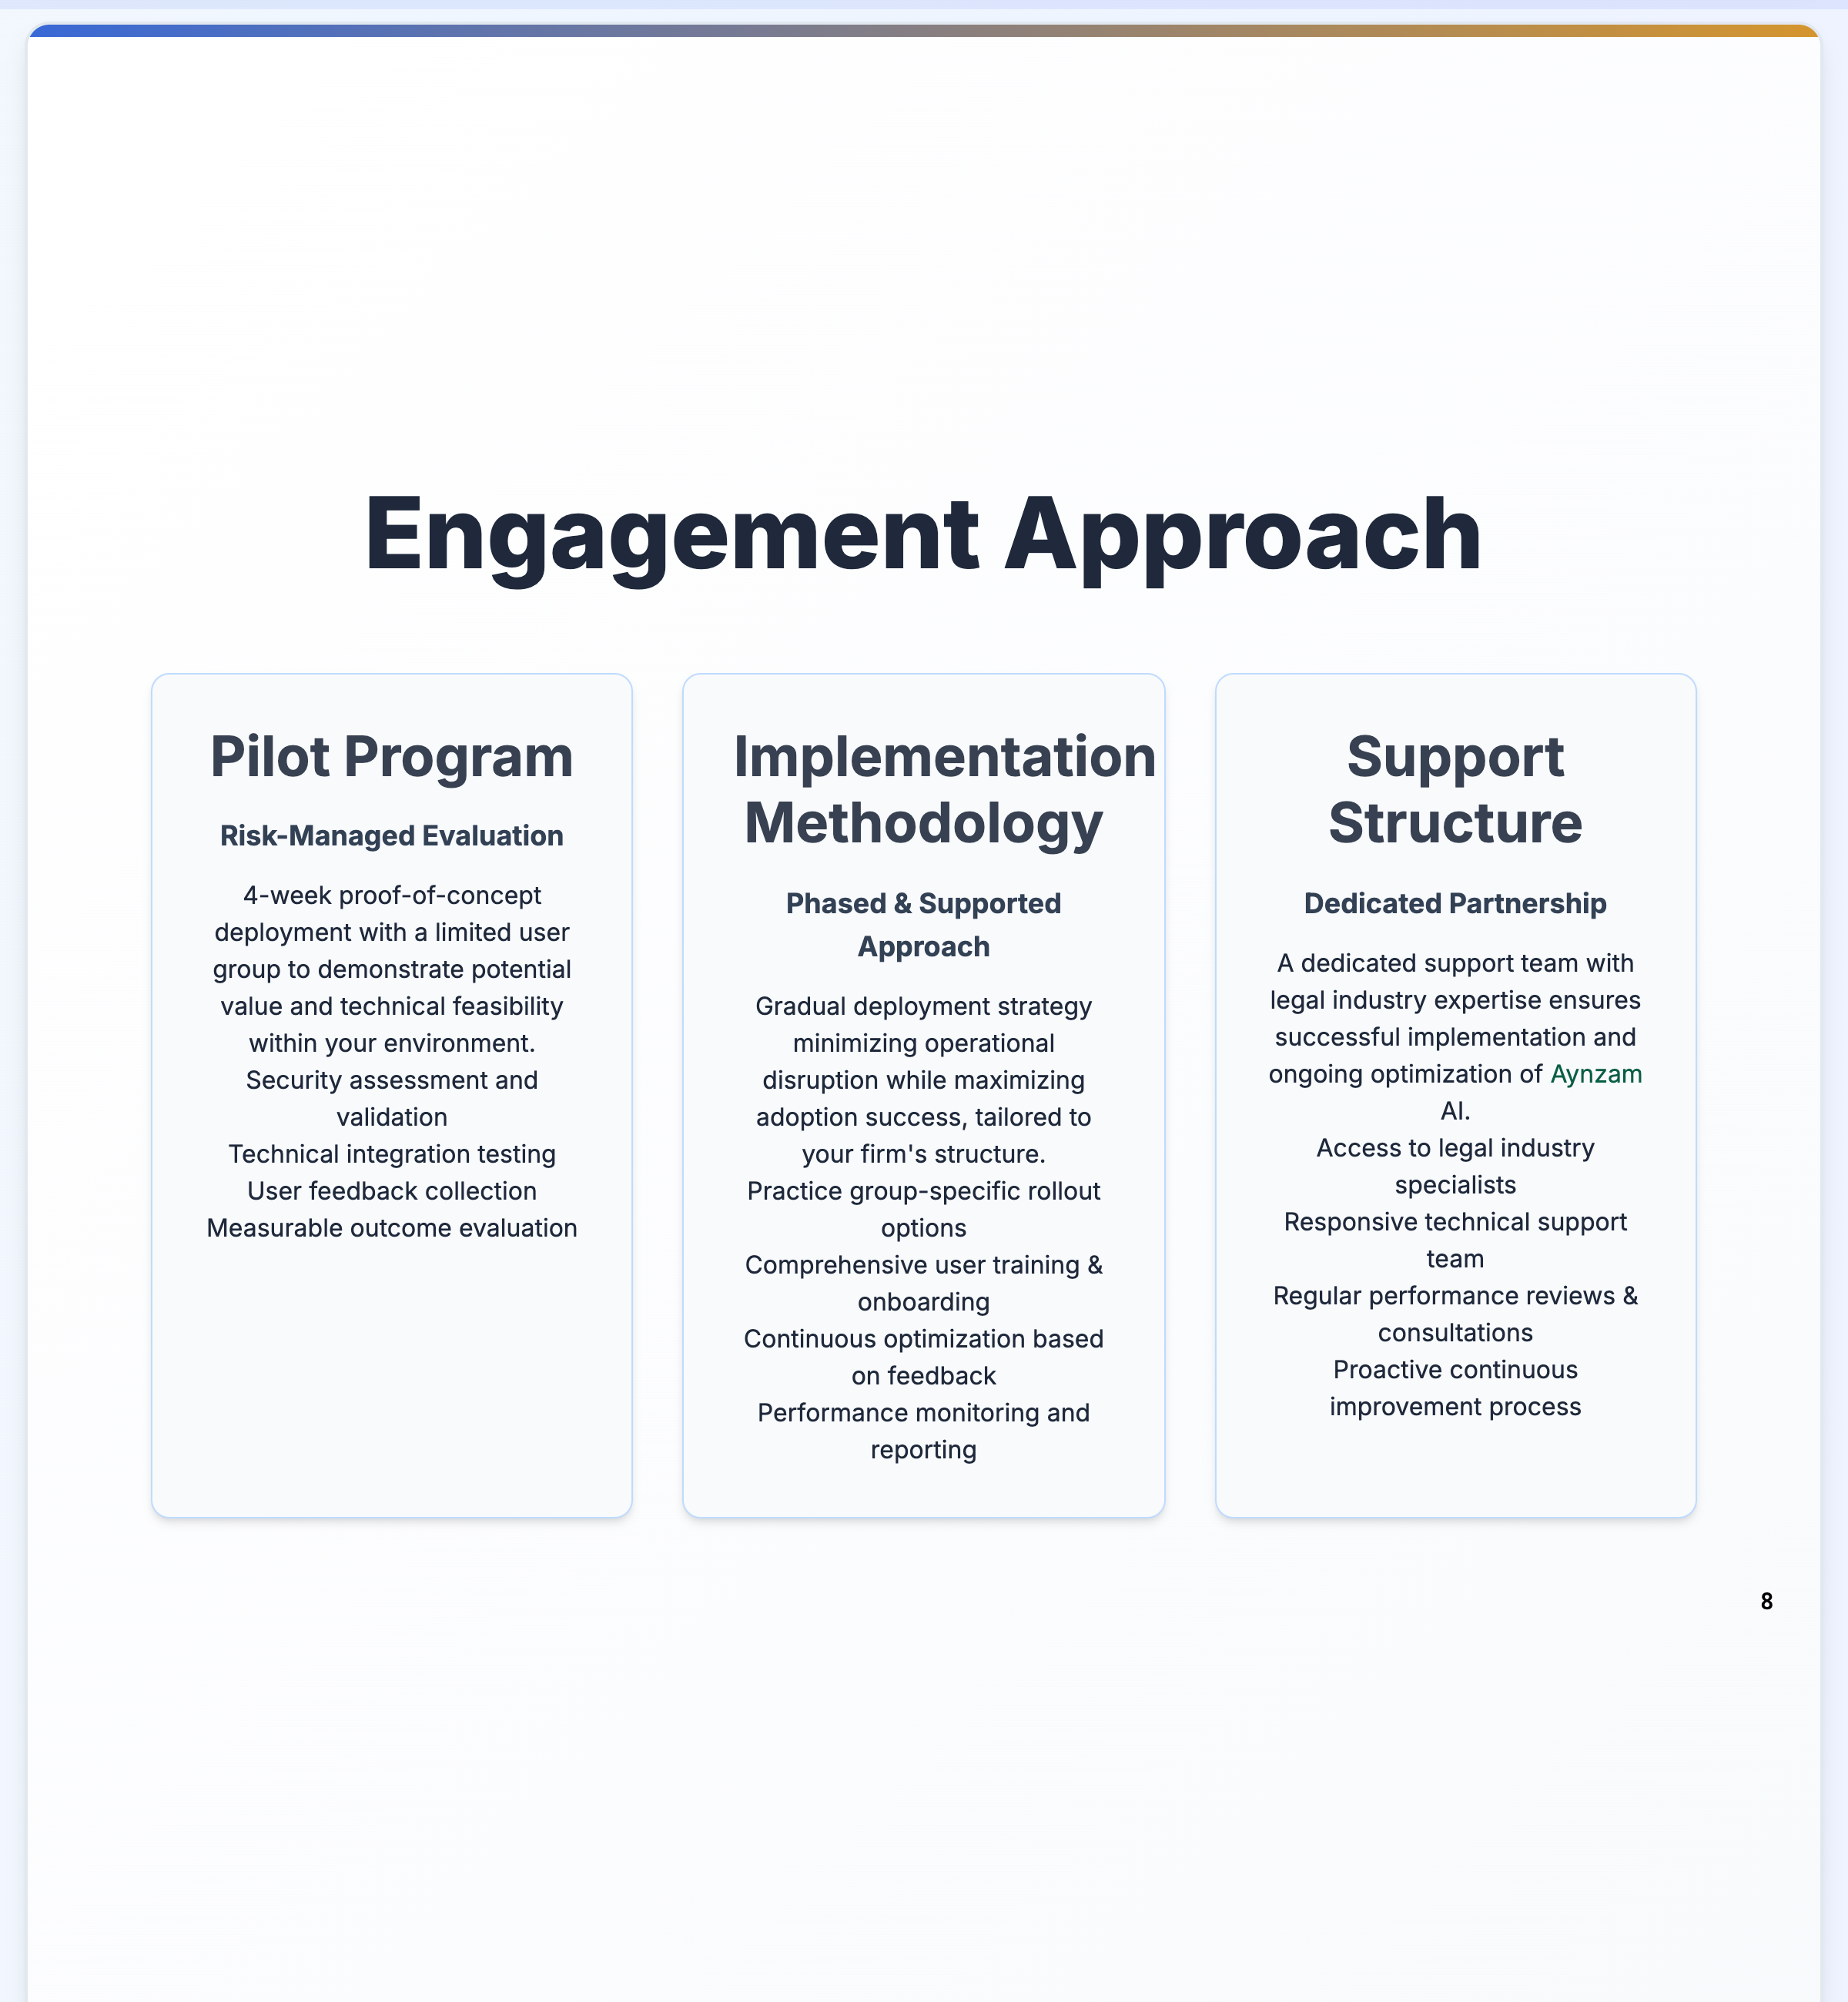 Engagement Approach
Pilot Program
Risk-Managed Evaluation
4-week proof-of-concept
deployment with a limited user
group to demonstrate potential
value and technical feasibility
within your environment.
Security assessment and
validation
Technical integration testing
User feedback collection
Measurable outcome evaluation
Implementation
Methodology
Phased & Supported
Approach
Gradual deployment strategy
minimizing operational
disruption while maximizing
adoption success, tailored to
your firm's structure.
Practice group-specific rollout
options
Comprehensive user training &
onboarding
Continuous optimization based
on feedback
Performance monitoring and
reporting
Support
Structure
Dedicated Partnership
A dedicated support team with
legal industry expertise ensures
successful implementation and
ongoing optimization of Aynzam
AI.
Access to legal industry
specialists
Responsive technical support
team
Regular performance reviews &
consultations
Proactive continuous
improvement process
8